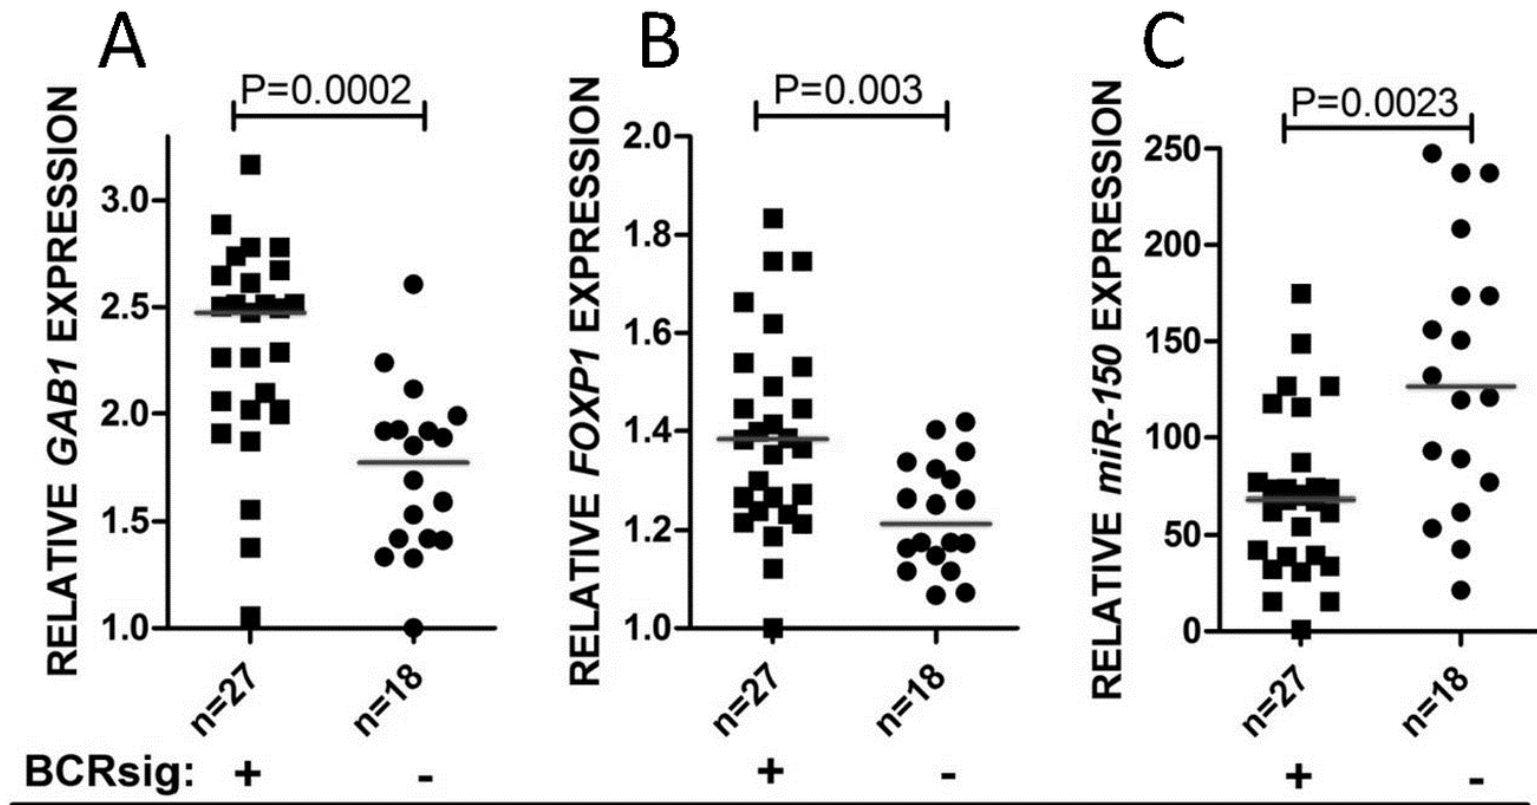 A
RELATIVE GAB1 EXPRESSION
P=0.0002
3.0
2.5
2.0
1.5
1.0
n=27
n=18
B
RELATIVE FOXP1 EXPRESSION
P=0.003
2.0
1.8
1.6
1.4
1.2
1.0
n=27
n=18
C
RELATIVE miR-150 EXPRESSION
P=0.0023
250
200
150
100
50
0
n=27
n=18
BCRsig: + - + - + -